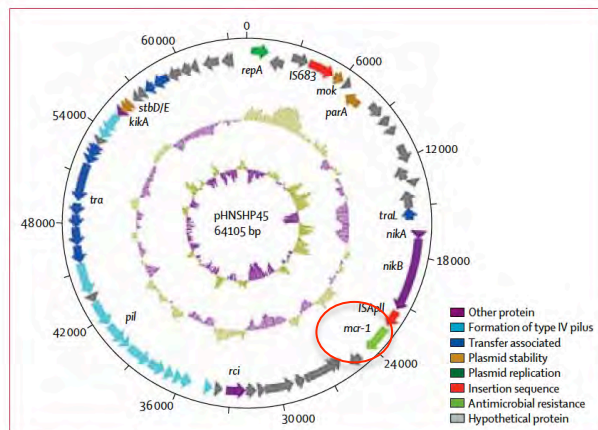 0
60000
6000
repA
IS683
mok
parA
stbD/E
kikA
54000
12000
tra
traL
pHNSHP45
64105 bp
nikA
48000
nikB
18000
ISApII
mcr-1
pil
42000
24000
rci
36000
30000
Other protein
Formation of type IV pilus
Transfer associated
Plasmid stability
Plasmid replication
Insertion sequence
Antimicrobial resistance
Hypothetical protein